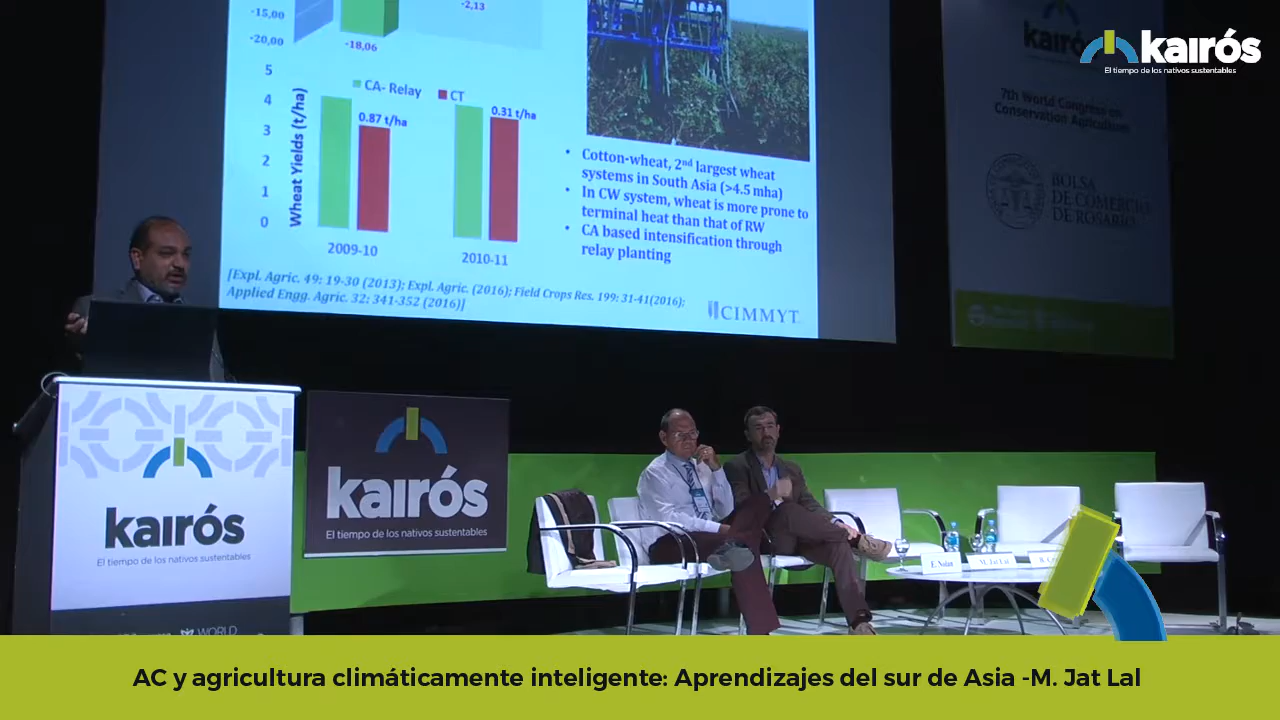 -15,00
-20,00
-18,06
-2,13
kairós
El tiempo de los nativos sustentables
kairós
7th World Congress on
Conservation Agriculture
BOLSA
DE COMERCIO
DE ROSARIO
CA- Relay
CT
Wheat Yields (t/ha)
5
4
3
2
1
0
0.87 t/ha
0.31 t/ha
2009-10
2010-11
• Cotton-wheat, 2nd largest wheat
systems in South Asia (>4.5 mha)
• In CW system, wheat is more prone to
terminal heat than that of RW
• CA based intensification through
relay planting
[Expl. Agric. 49: 19-30 (2013); Expl. Agric. (2016); Field Crops Res. 199: 31-41(2016);
Applied Engg. Agric. 32: 341-352 (2016)]
CIMMYT
kairós
El tiempo de los nativos sustentables
kairós
El tiempo de los nativos sustentables
WORLD
E. Nolan
M. Jat Lal
AC y agricultura climáticamente inteligente: Aprendizajes del sur de Asia -M. Jat Lal